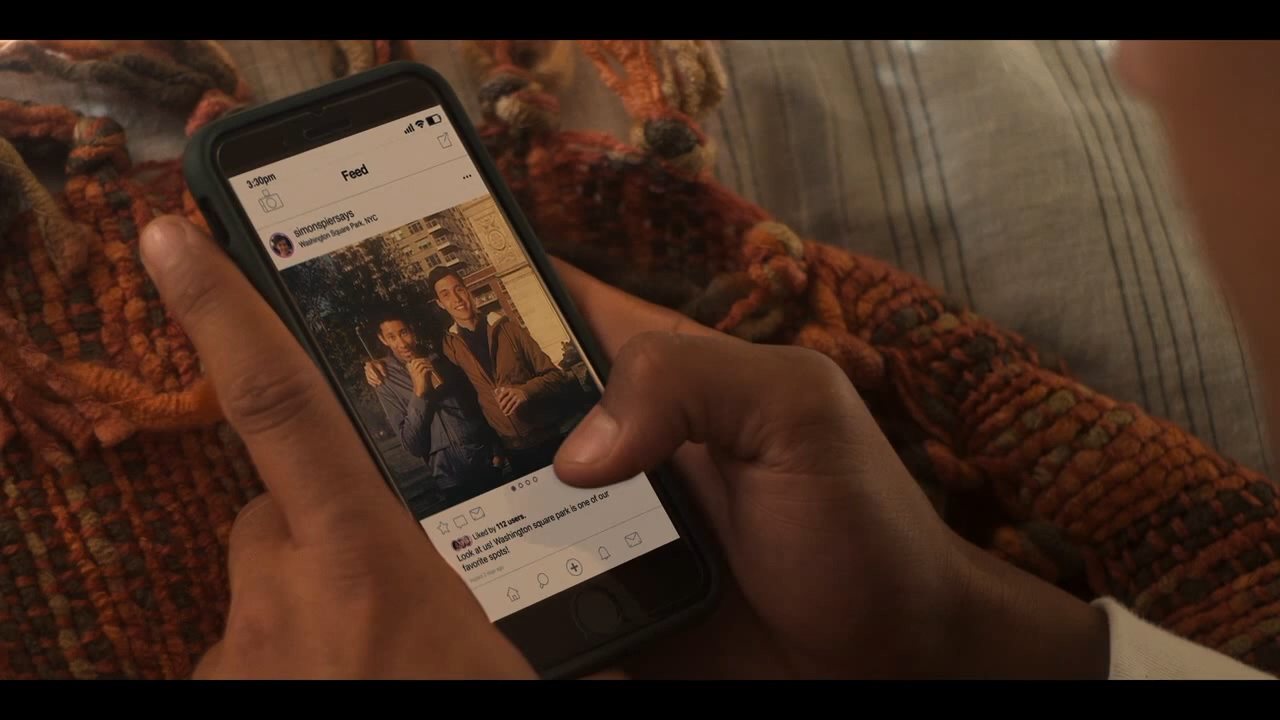 3:30pm
Feed
simonspiersays
Washington Square Park, NYC
Liked by 112 users.
Look at us! Washington square park is one of our
favorite spots!